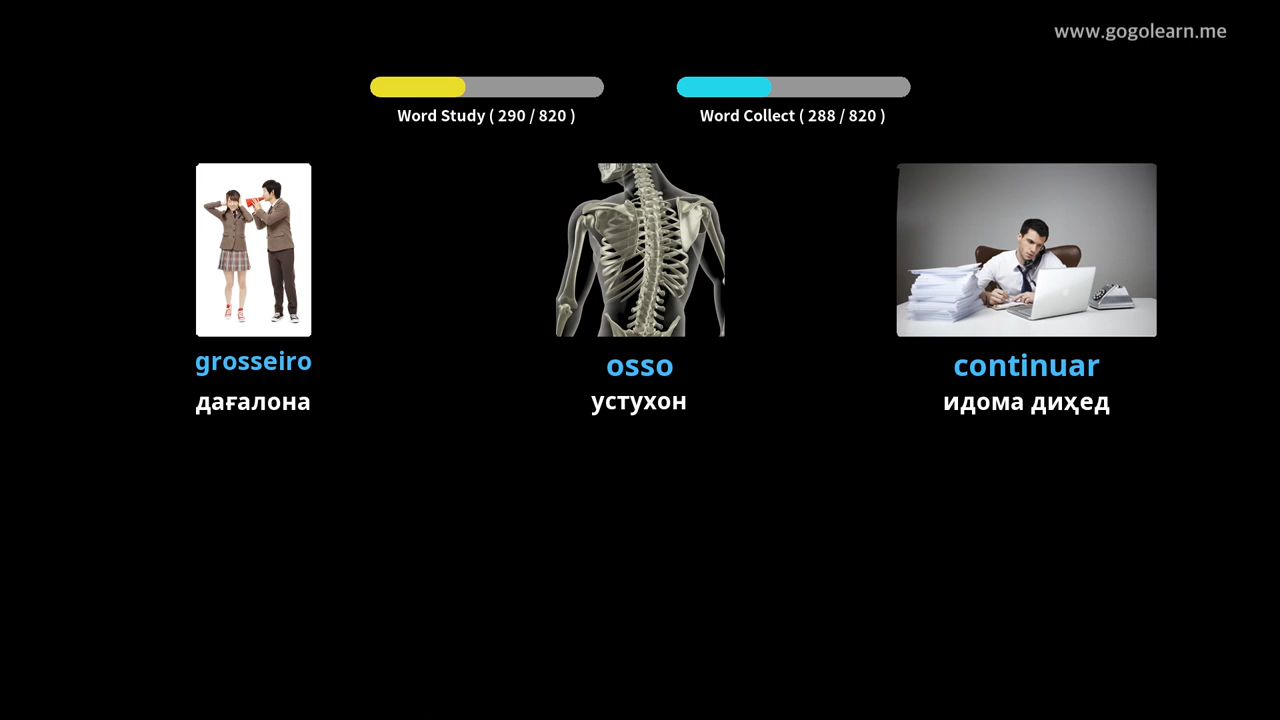 www.gogolearn.me
Word Study ( 290 / 820 )
Word Collect ( 288 / 820 )
grosseiro
osso
continuar
дағалона
устухон
идома диҳед